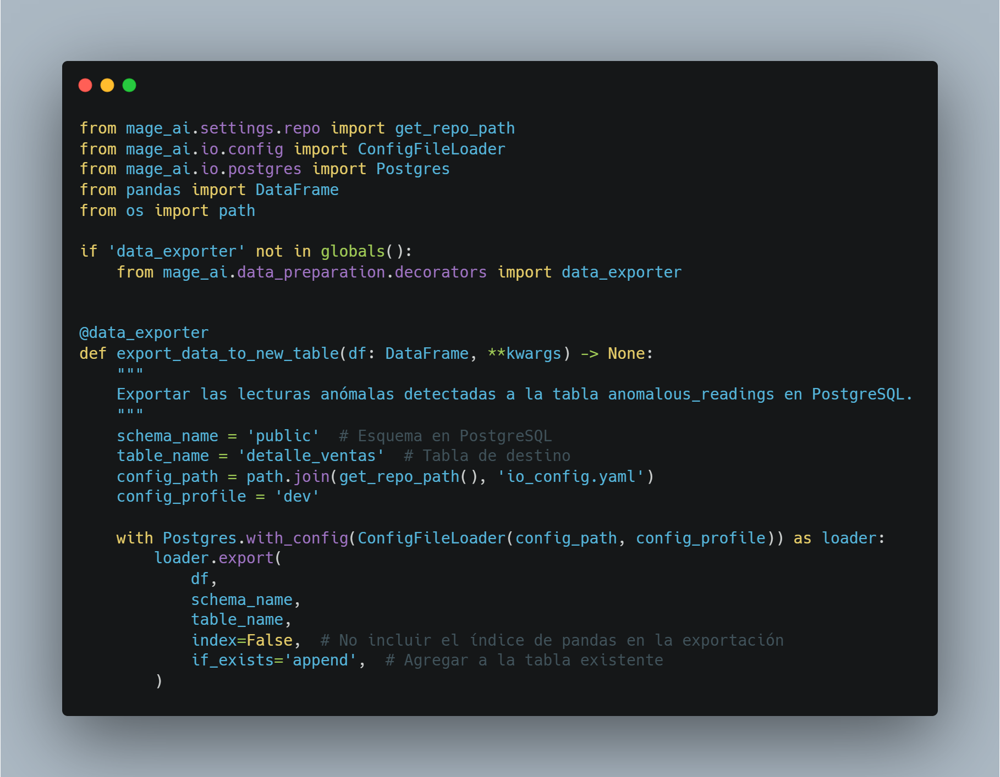 from mage_ai.settings.repo import get_repo_path
from mage_ai.io.config import ConfigFileLoader
from mage_ai.io.postgres import Postgres
from pandas import DataFrame
from os import path

if 'data_exporter' not in globals():
    from mage_ai.data_preparation.decorators import data_exporter


@data_exporter
def export_data_to_new_table(df: DataFrame, **kwargs) -> None:
    """
    Exportar las lecturas anómalas detectadas a la tabla anomalous_readings en PostgreSQL.
    """
    schema_name = 'public'  # Esquema en PostgreSQL
    table_name = 'detalle_ventas'  # Tabla de destino
    config_path = path.join(get_repo_path(), 'io_config.yaml')
    config_profile = 'dev'

    with Postgres.with_config(ConfigFileLoader(config_path, config_profile)) as loader:
        loader.export(
            df,
            schema_name,
            table_name,
            index=False,  # No incluir el índice de pandas en la exportación
            if_exists='append',  # Agregar a la tabla existente
        )